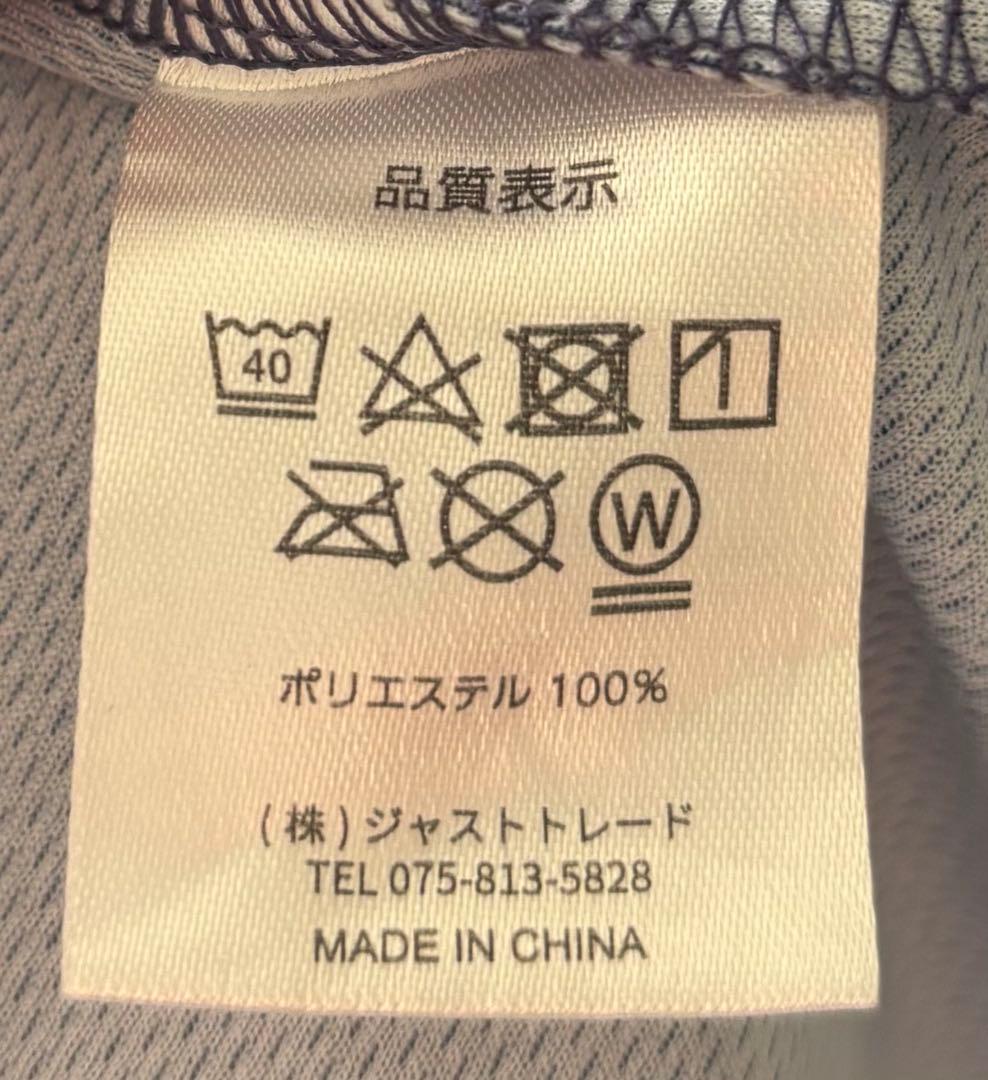 品質表示
40
W
ポリエステル 100%
(株)ジャストトレード
TEL 075-813-5828
MADE IN CHINA